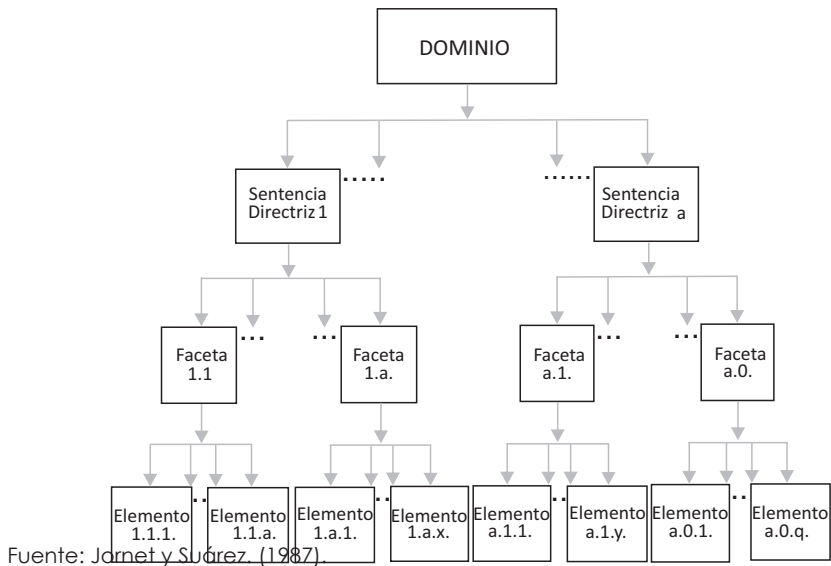 DOMINIO
Sentencia
Directriz 1
.....
......
Sentencia
Directriz a
Faceta
1.1
...
...
Faceta
1.a.
Faceta
a.1.
...
...
Faceta
a.0.
Elemento
1.1.1.
..
Elemento
1.1.a.
Elemento
1.a.1.
..
Elemento
1.a.x.
Elemento
a.1.1.
..
Elemento
a.1.y.
Elemento
a.0.1.
..
Elemento
a.0.q.
Fuente: Jornet y Suárez. (1987).